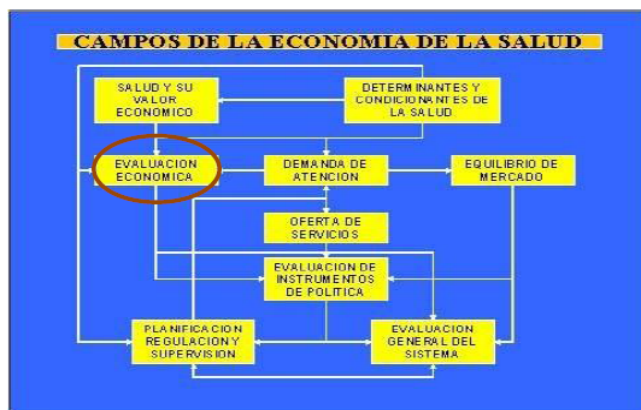 CAMPOS DE LA ECONOMIA DE LA SALUD
SALUD Y SU
VALOR
ECONOMICO
DETERMINANTES Y
CONDICIONANTES DE
LA SALUD
EVALUACION
ECONOMICA
DEMANDA DE
ATENCION
EQUILIBRIO DE
MERCADO
OFERTA DE
SERVICIOS
EVALUACION DE
INSTRUMENTOS
DE POLITICA
PLANIFICACION
REGULACION Y
SUPERVISION
EVALUACION
GENERAL DEL
SISTEMA